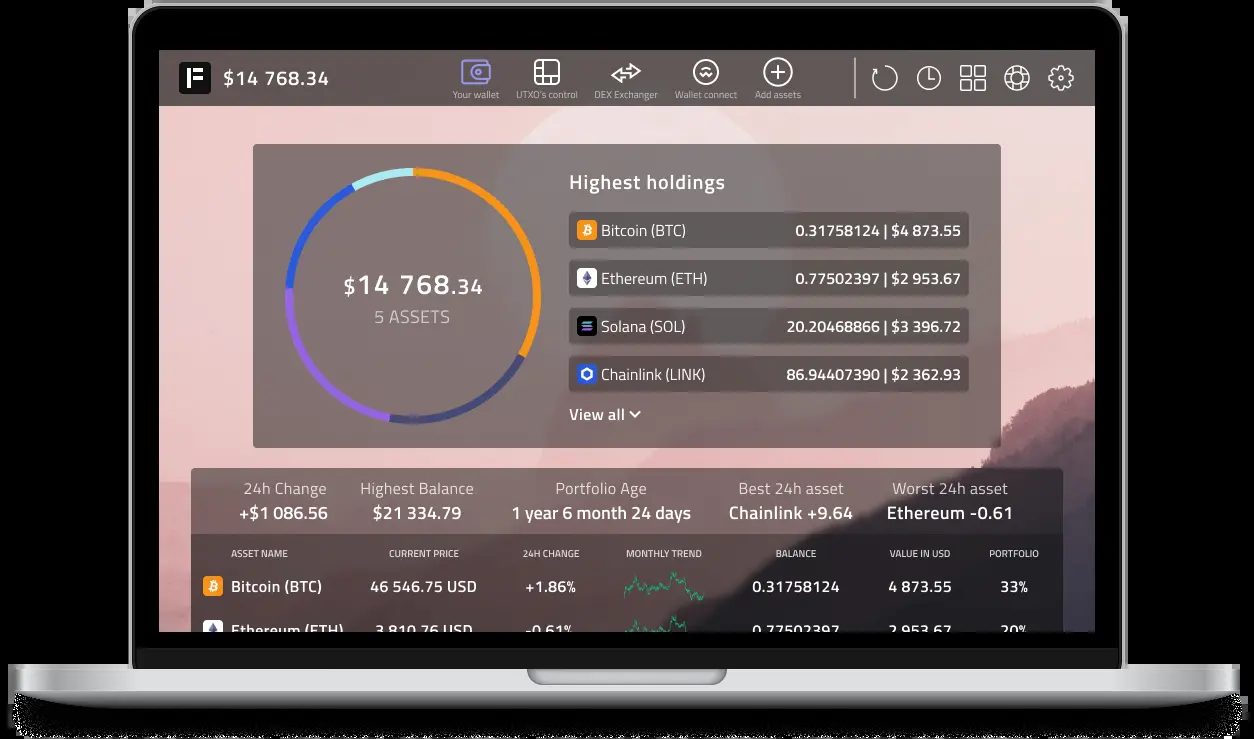 $14 768.34
Your wallet
UTXO's control
DEX Exchanger
Wallet connect
Add assets
$14 768.34
5 ASSETS
Highest holdings
Bitcoin (BTC) 0.31758124 | $4 873.55
Ethereum (ETH) 0.77502397 | $2 953.67
Solana (SOL) 20.20468866 | $3 396.72
Chainlink (LINK) 86.94407390 | $2 362.93
View all
24h Change Highest Balance Portfolio Age Best 24h asset Worst 24h asset
+$1 086.56 $21 334.79 1 year 6 month 24 days Chainlink +9.64 Ethereum -0.61
ASSET NAME CURRENT PRICE 24H CHANGE MONTHLY TREND BALANCE VALUE IN USD PORTFOLIO
Bitcoin (BTC) 46 546.75 USD +1.86% 0.31758124 4 873.55 33%
Ethereum (ETH) 3 810.76 USD -0.61% 0.77502397 2 953.67 20%